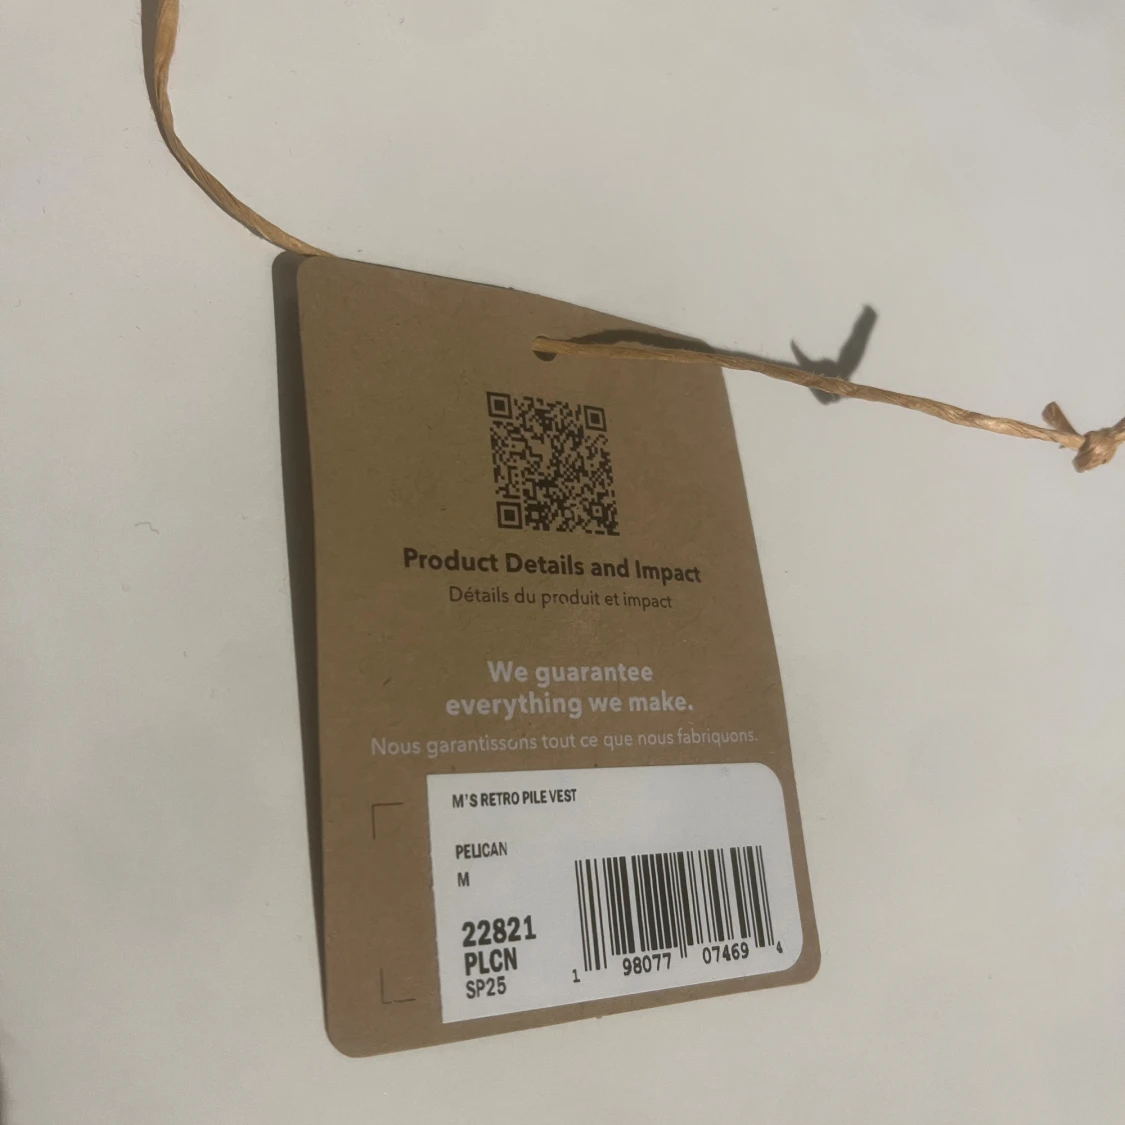 Product Details and Impact
Détails du produit et impact
We guarantee
everything we make.
Nous garantissons tout ce que nous fabriquons.
M'S RETRO PILE VEST
PELICAN
M
22821
PLCN
SP25
1 98077 07469 4